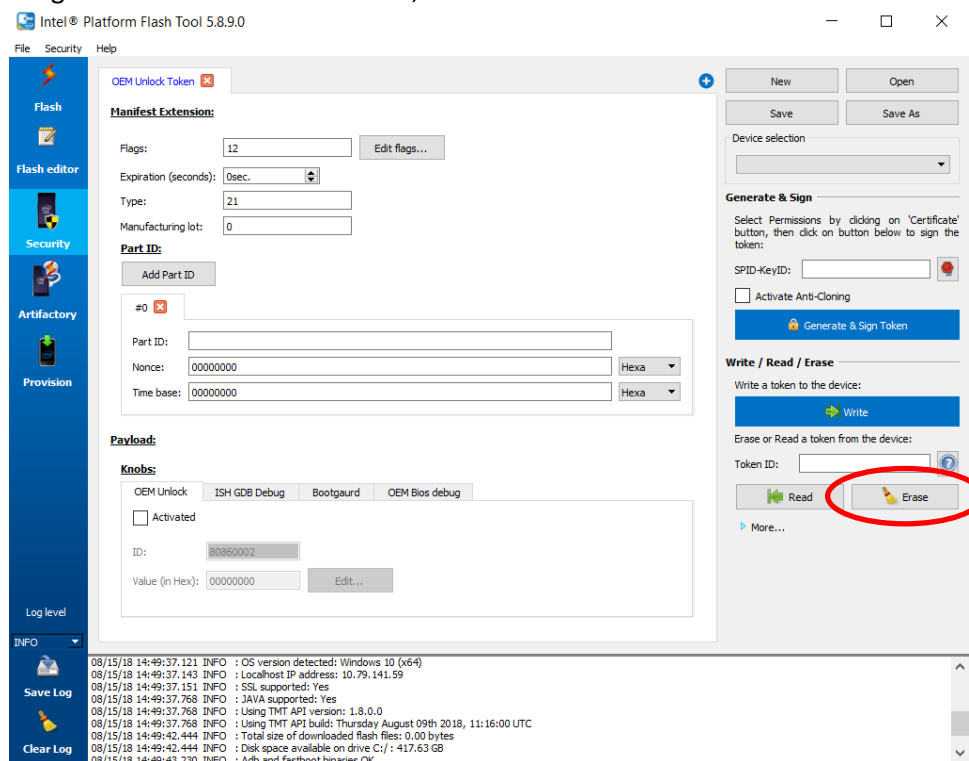 Intel® Platform Flash Tool 5.8.9.0
File Security Help
Flash
Flash editor
Security
Artifactory
Provision
Log level
INFO
Save Log
Clear Log
OEM Unlock Token
Manifest Extension:
Flags: 12 Edit flags...
Expiration (seconds): 0sec.
Type: 21
Manufacturing lot: 0
Part ID:
Add Part ID
#0
Part ID:
Nonce: 00000000 Hexa
Time base: 00000000 Hexa
Payload:
Knobs:
OEM Unlock ISH GDB Debug Bootgaurd OEM Bios debug
Activated
ID: 80860002
Value (in Hex): 00000000 Edit...
New Open
Save Save As
Device selection
Generate & Sign
Select Permissions by clicking on 'Certificate'
button, then click on button below to sign the
token:
SPID-KeyID:
Activate Anti-Cloning
Generate & Sign Token
Write / Read / Erase
Write a token to the device:
Write
Erase or Read a token from the device:
Token ID:
Read Erase
More...
08/15/18 14:49:37.121 INFO : OS version detected: Windows 10 (x64)
08/15/18 14:49:37.143 INFO : Localhost IP address: 10.79.141.59
08/15/18 14:49:37.151 INFO : SSL supported: Yes
08/15/18 14:49:37.768 INFO : JAVA supported: Yes
08/15/18 14:49:37.768 INFO : Using TMT API version: 1.8.0.0
08/15/18 14:49:37.768 INFO : Using TMT API build: Thursday August 09th 2018, 11:16:00 UTC
08/15/18 14:49:42.444 INFO : Total size of downloaded flash files: 0.00 bytes
08/15/18 14:49:42.444 INFO : Disk space available on drive C:/ : 417.63 GB
08/15/18 14:49:43.230 INFO : Adb and fastboot binaries OK